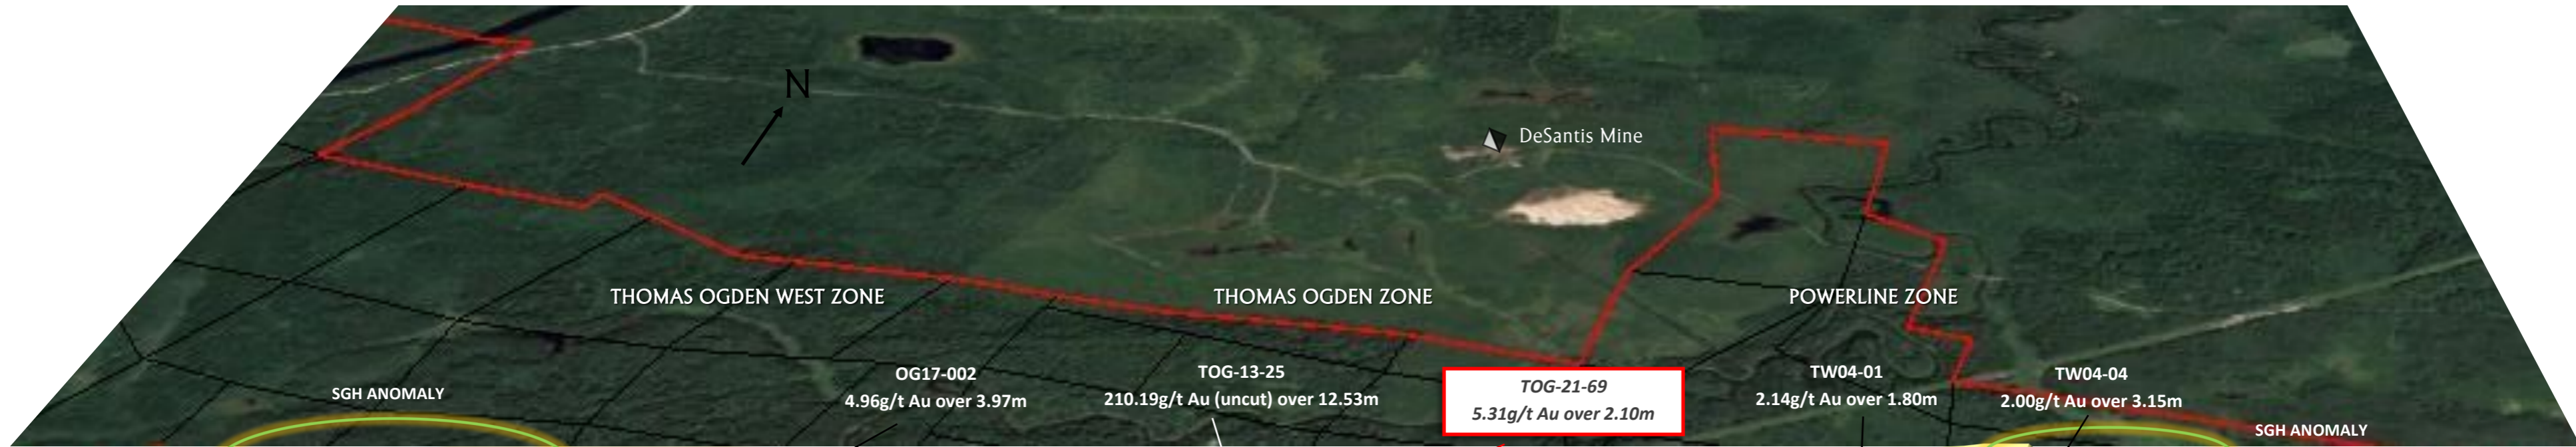 N
DeSantis Mine
THOMAS OGDEN WEST ZONE
THOMAS OGDEN ZONE
POWERLINE ZONE
SGH ANOMALY
OG17-002
4.96g/t Au over 3.97m
TOG-13-25
210.19g/t Au (uncut) over 12.53m
TOG-21-69
5.31g/t Au over 2.10m
TW04-01
2.14g/t Au over 1.80m
TW04-04
2.00g/t Au over 3.15m
SGH ANOMALY